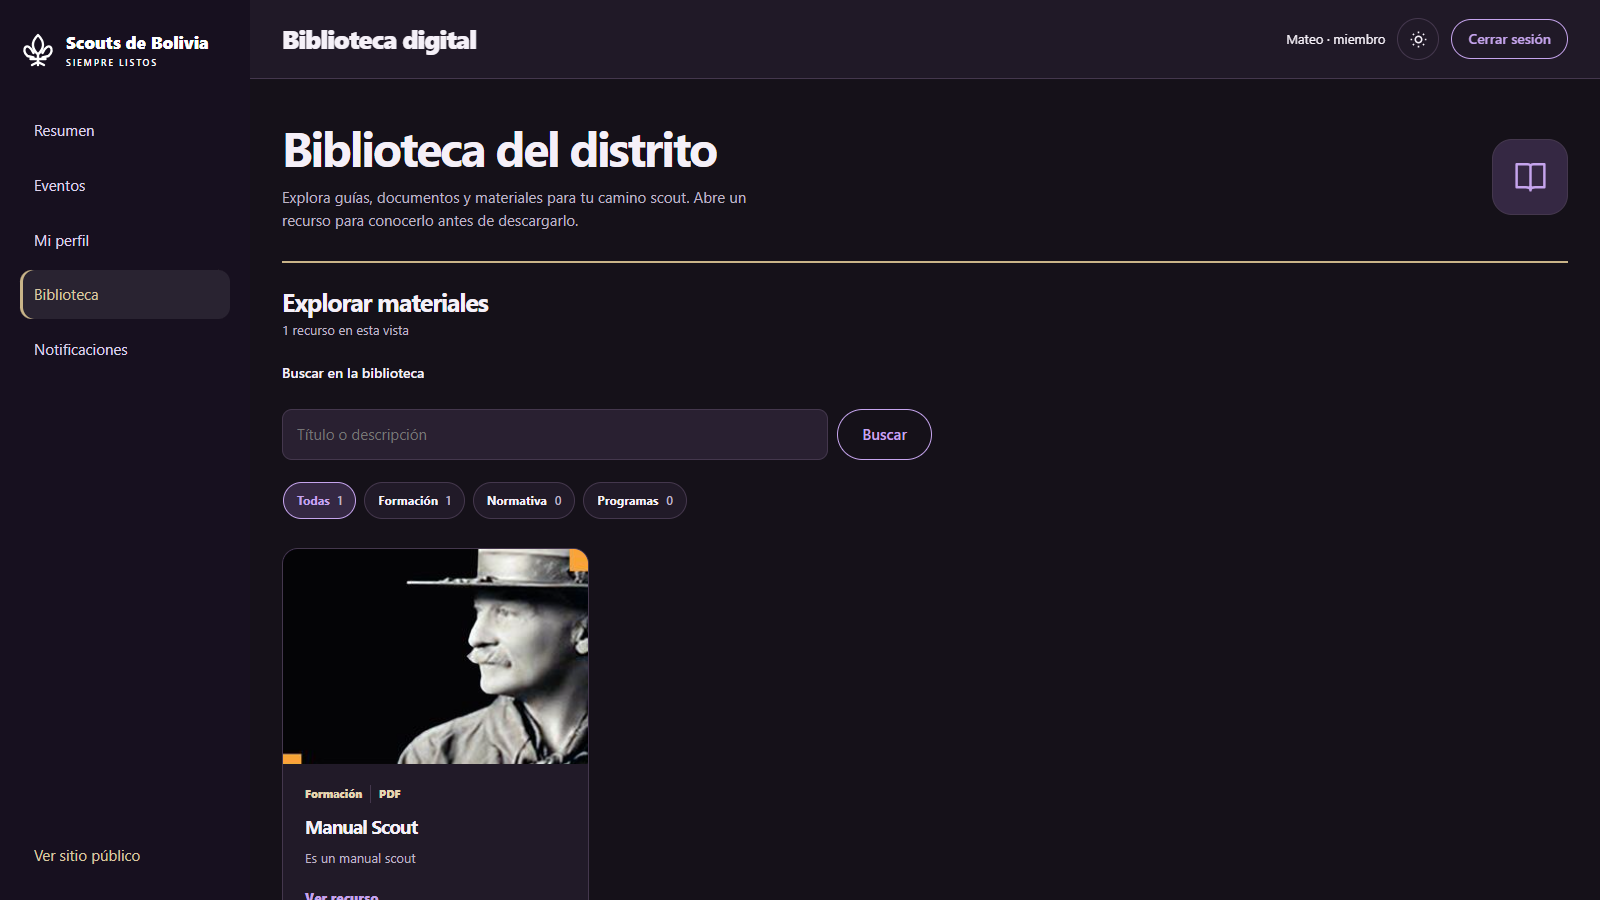 Scouts de Bolivia
SIEMPRE LISTOS
Resumen
Eventos
Mi perfil
Biblioteca
Notificaciones
Ver sitio público
Biblioteca digital
Mateo · miembro
Cerrar sesión
Biblioteca del distrito
Explora guías, documentos y materiales para tu camino scout. Abre un
recurso para conocerlo antes de descargarlo.
Explorar materiales
1 recurso en esta vista
Buscar en la biblioteca
Título o descripción
Buscar
Todas 1
Formación 1
Normativa 0
Programas 0
Formación PDF
Manual Scout
Es un manual scout
Ver recurso